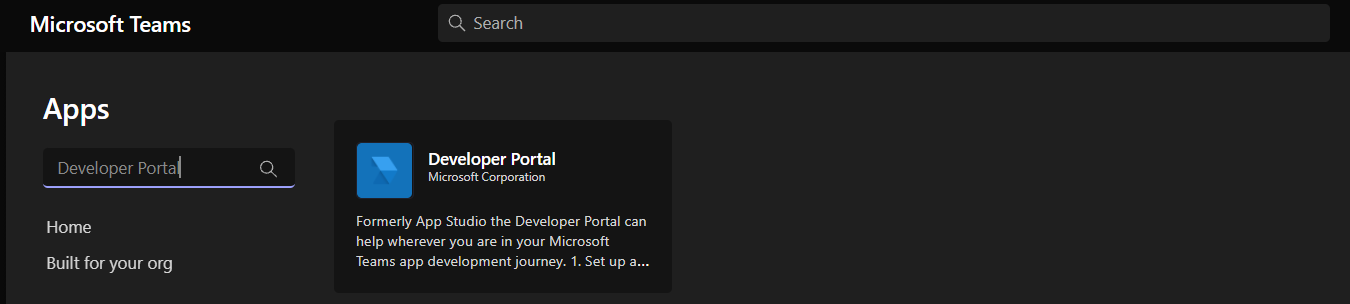 Microsoft Teams
Search
Apps
Developer Portal
Home
Built for your org
Developer Portal
Microsoft Corporation
Formerly App Studio the Developer Portal can
help wherever you are in your Microsoft
Teams app development journey. 1. Set up a...